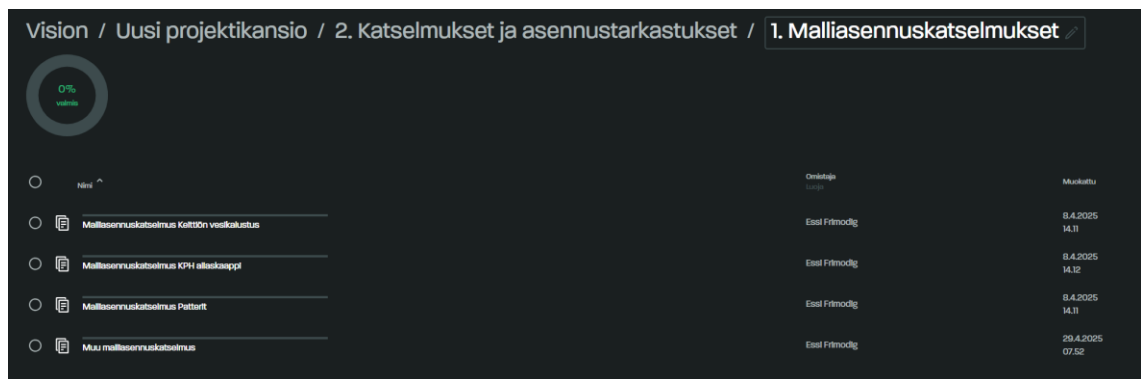 Vision / Uusi projektikansio / 2. Katselmukset ja asennustarkastukset / 1. Malliasennuskatselmukset
0%
valmis
Nimi
Omistaja
Luoja
Muokattu
Malliasennuskatselmus Keittiön vesikalustus
Essi Frimodig
8.4.2025
14.11
Malliasennuskatselmus KPH allaskaappi
Essi Frimodig
8.4.2025
14.12
Malliasennuskatselmus Patterit
Essi Frimodig
8.4.2025
14.11
Muu malliasennuskatselmus
Essi Frimodig
29.4.2025
07.52